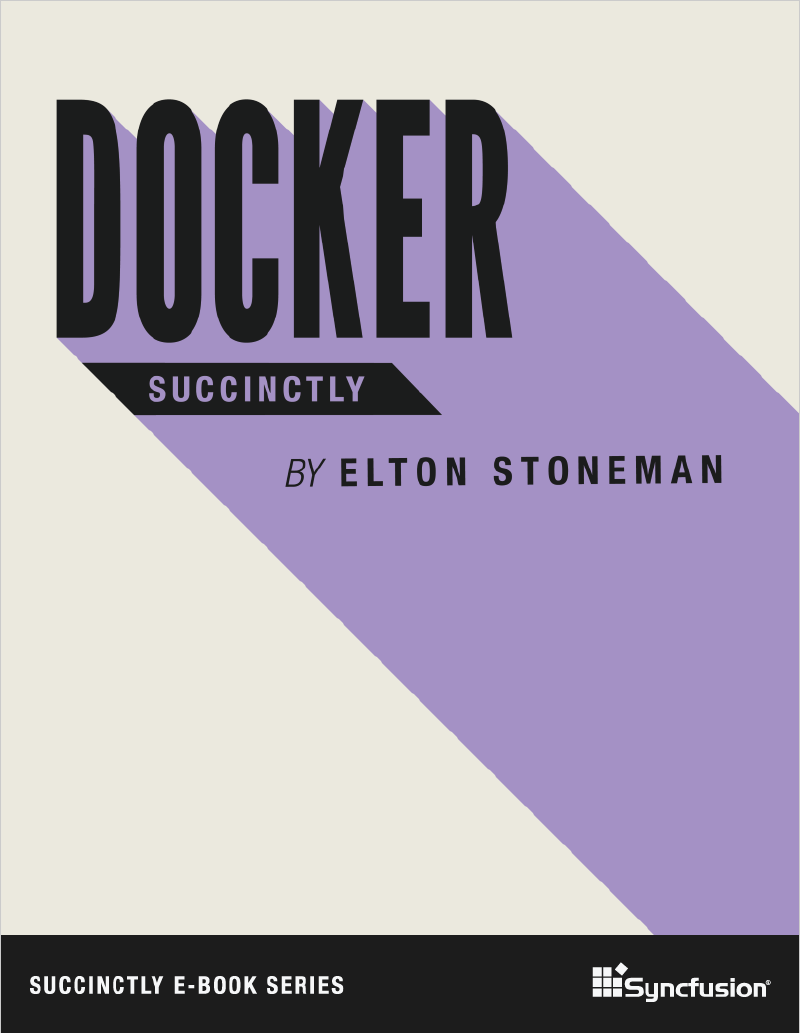 DOCKER
SUCCINCTLY
BY ELTON STONEMAN
SUCCINCTLY E-BOOK SERIES
Syncfusion®